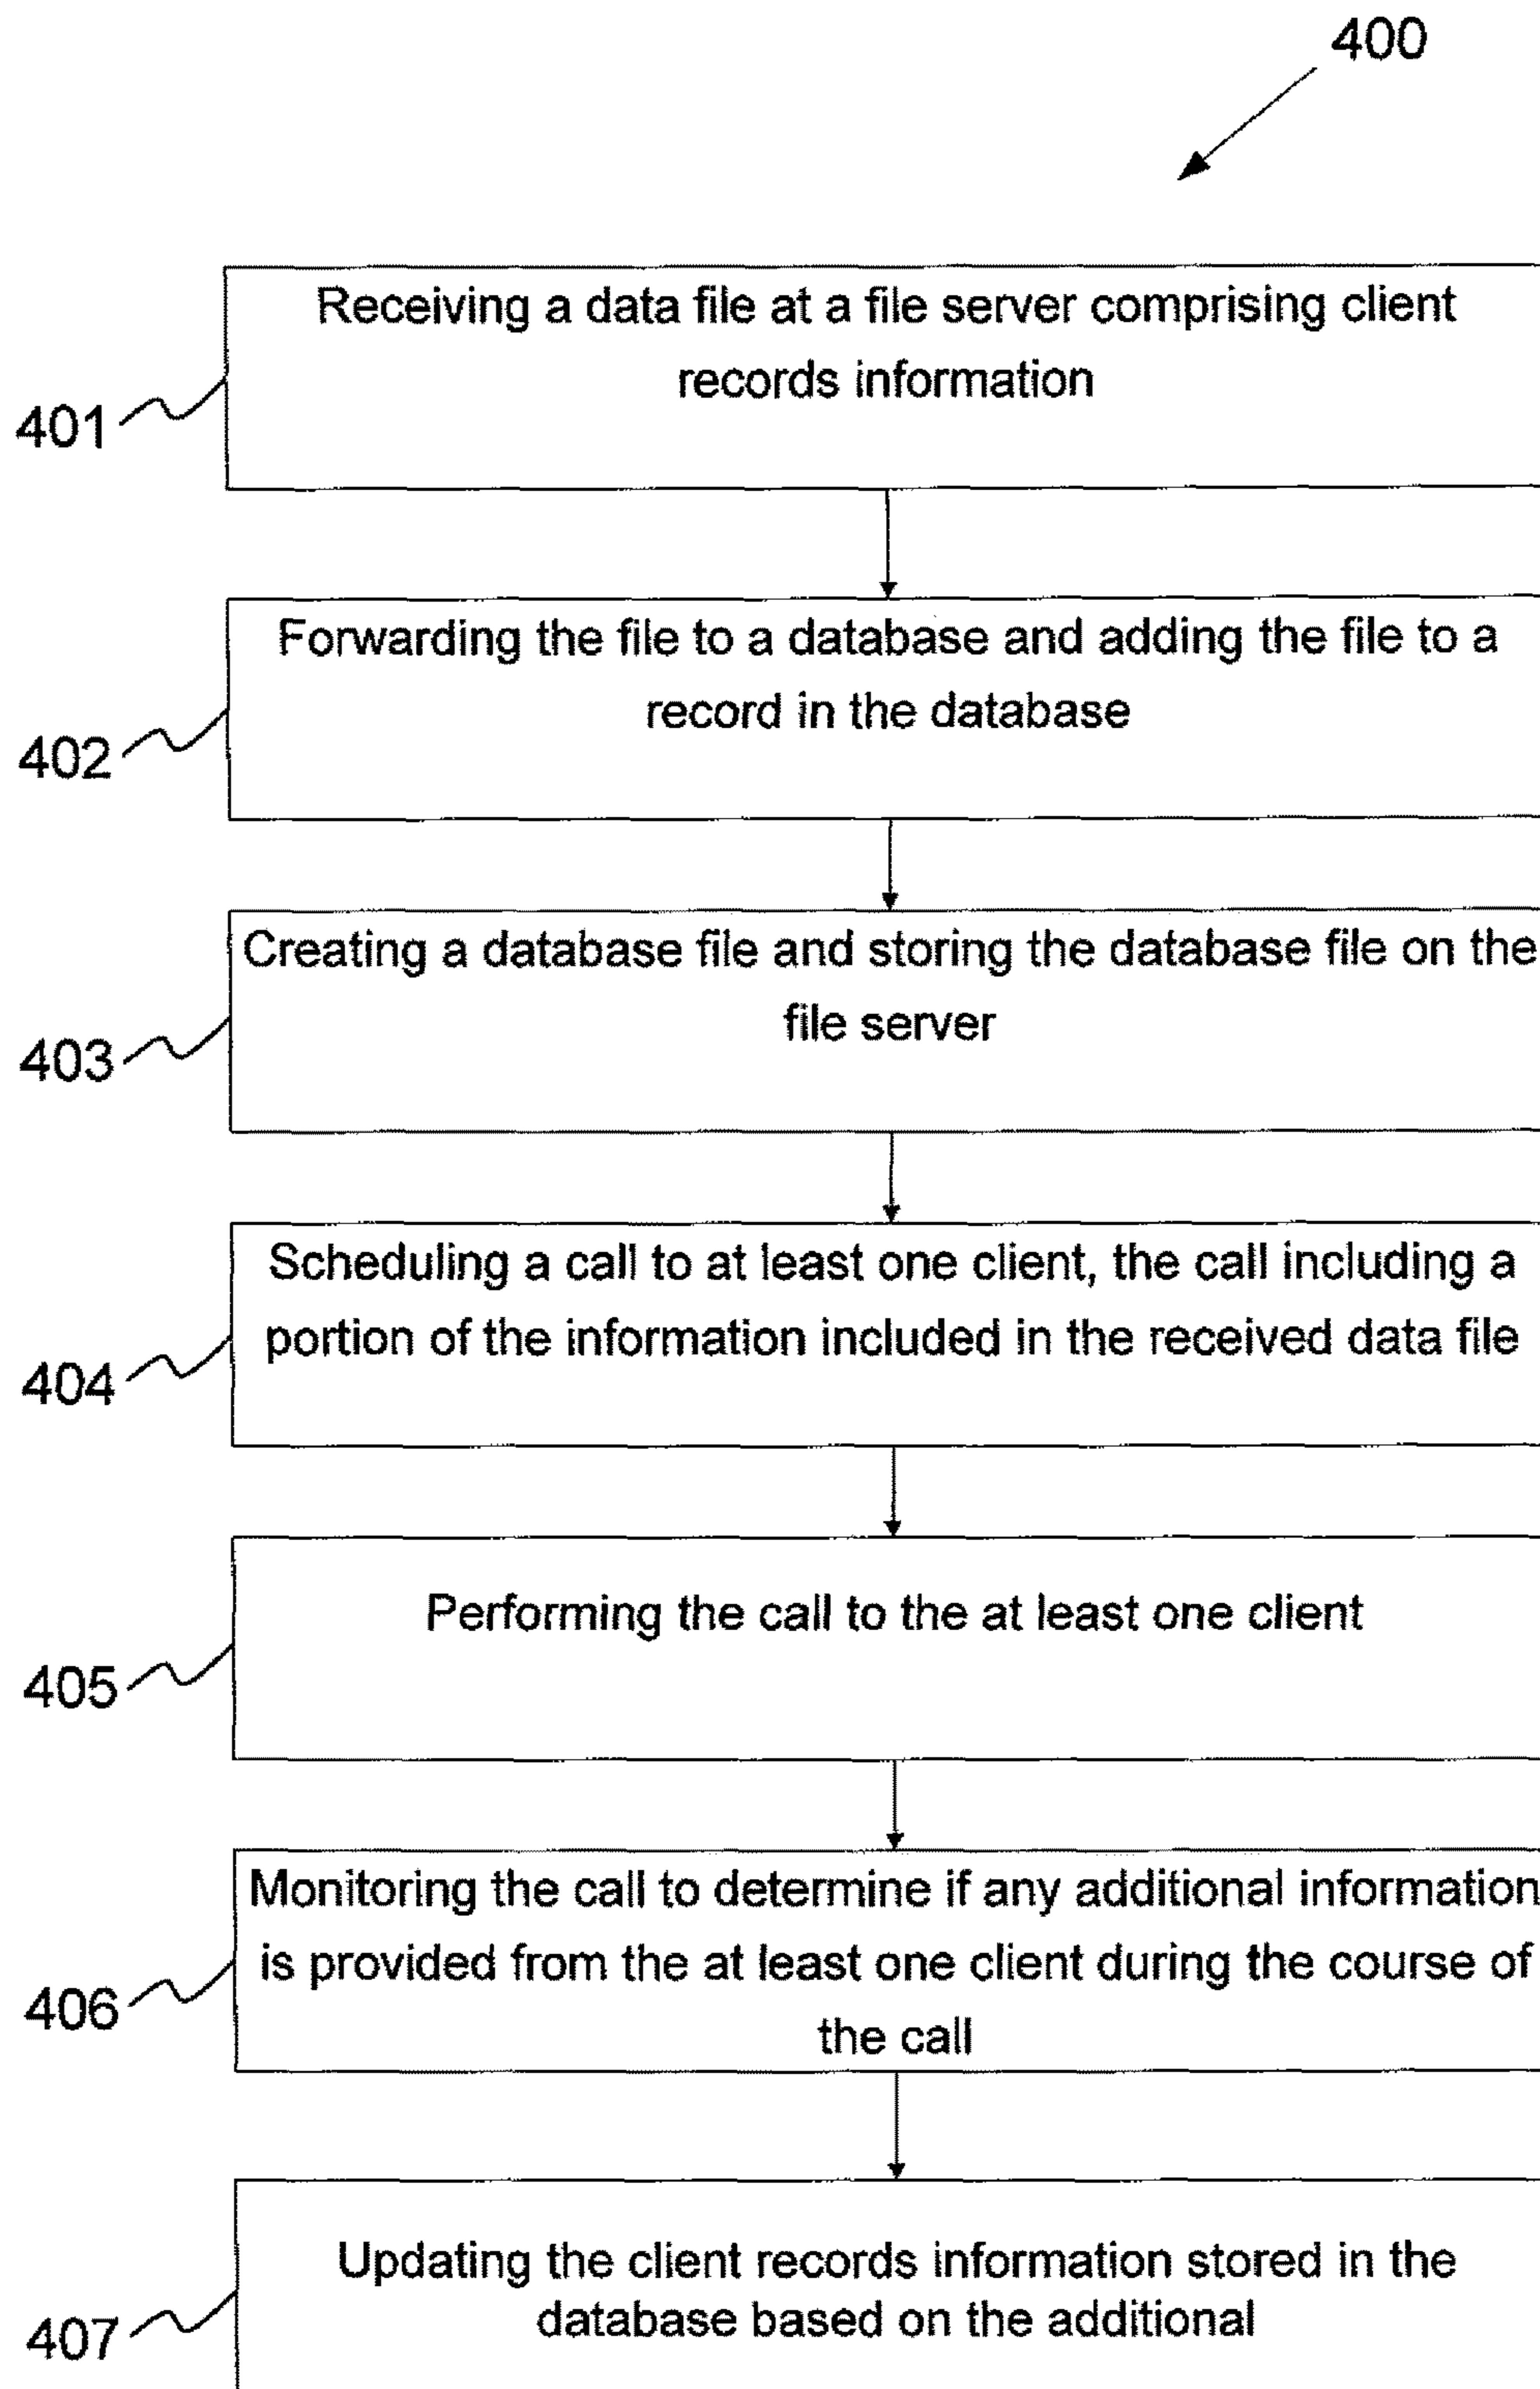 400
Receiving a data file at a file server comprising client
records information
401
Forwarding the file to a database and adding the file to a
record in the database
402
Creating a database file and storing the database file on the
file server
403
Scheduling a call to at least one client, the call including a
portion of the information included in the received data file
404
Performing the call to the at least one client
405
Monitoring the call to determine if any additional information
is provided from the at least one client during the course of
the call
406
Updating the client records information stored in the
database based on the additional
407